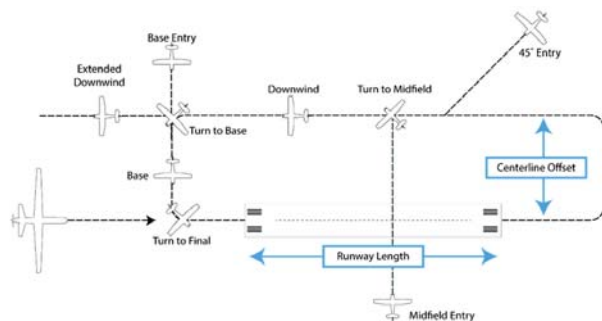 Base Entry
45° Entry
Extended
Downwind
Downwind
Turn to Midfield
Turn to Base
Centerline Offset
Base
Turn to Final
Runway Length
Midfield Entry